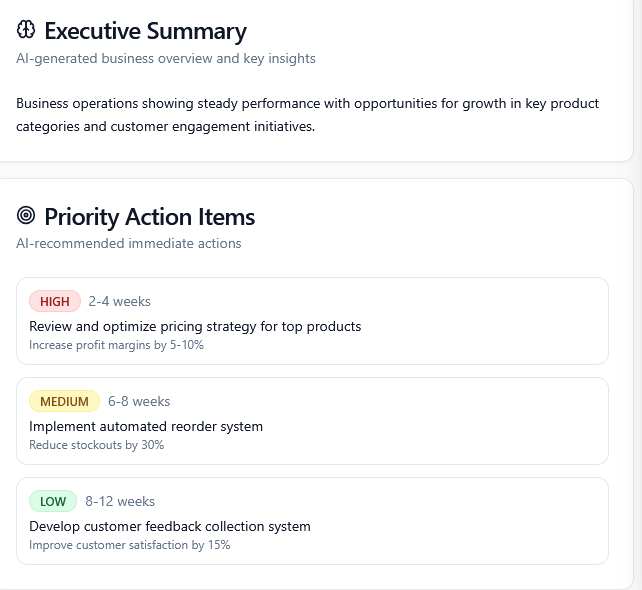 Executive Summary
AI-generated business overview and key insights
Business operations showing steady performance with opportunities for growth in key product
categories and customer engagement initiatives.
Priority Action Items
AI-recommended immediate actions
HIGH 2-4 weeks
Review and optimize pricing strategy for top products
Increase profit margins by 5-10%
MEDIUM 6-8 weeks
Implement automated reorder system
Reduce stockouts by 30%
LOW 8-12 weeks
Develop customer feedback collection system
Improve customer satisfaction by 15%